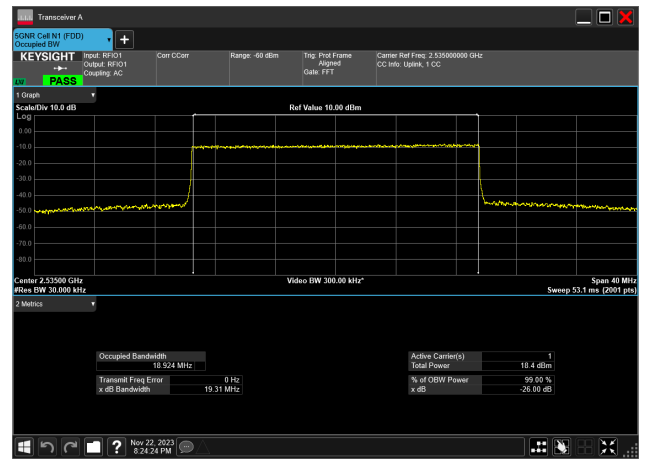 Transceiver A
5GNR Cell N1 (FDD)
Occupied BW
KEYSIGHT
LW
PASS
Input: RFIO1
Output: RFIO1
Coupling: AC
Corr CCorr
Range: -60 dBm
Trig: Prot Frame
Aligned
Gate: FFT
Carrier Ref Freq: 2.535000000 GHz
CC Info: Uplink, 1 CC
1 Graph
Scale/Div 10.0 dB
Ref Value 10.00 dBm
Log
0.00
-10.0
-20.0
-30.0
-40.0
-50.0
-60.0
-70.0
-80.0
Center 2.53500 GHz
Video BW 300.00 kHz*
Span 40 MHz
#Res BW 30.000 kHz
Sweep 53.1 ms (2001 pts)
2 Metrics
Occupied Bandwidth
18.924 MHz
Active Carrier(s) 1
Total Power 18.4 dBm
Transmit Freq Error 0 Hz
x dB Bandwidth 19.31 MHz
% of OBW Power 99.00 %
x dB -26.00 dB
?
Nov 22, 2023
8:24:24 PM